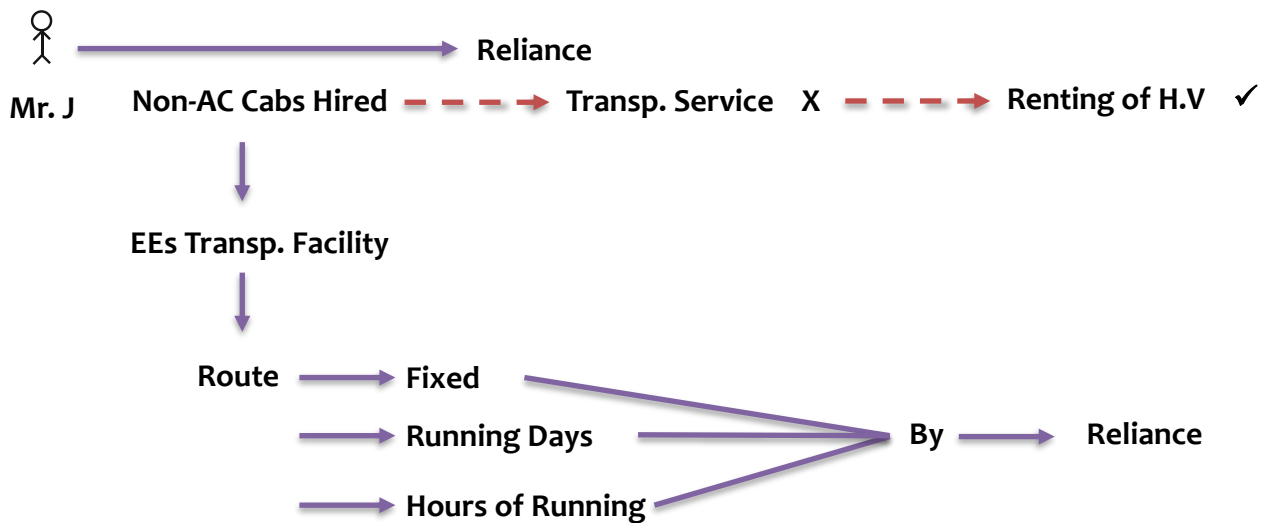 Reliance
Mr. J Non-AC Cabs Hired Transp. Service X Renting of H.V ✓
EEs Transp. Facility
Route Fixed
Running Days By Reliance
Hours of Running